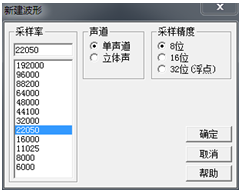 新建波形
采样率
22050
192000
96000
88200
64000
48000
44100
32000
22050
16000
11025
8000
6000
声道
单声道
立体声
采样精度
8位
16位
32位(浮点)
确定
取消
帮助